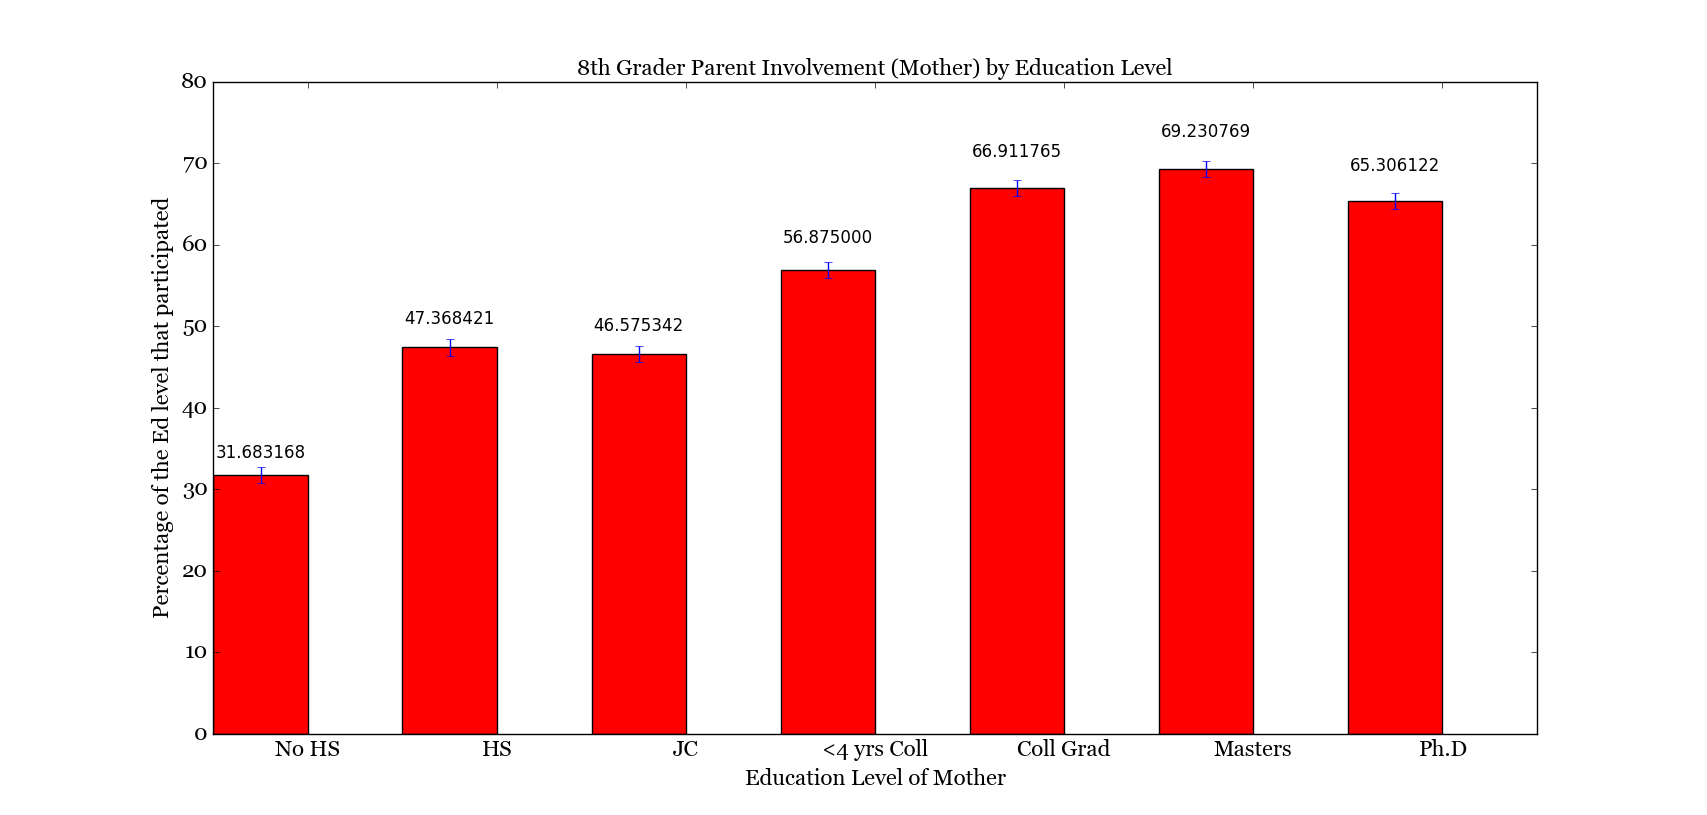 8th Grader Parent Involvement (Mother) by Education Level
80
70
60
50
40
30
20
10
0
Percentage of the Ed level that participated
31.683168
47.368421
46.575342
56.875000
66.911765
69.230769
65.306122
No HS
HS
JC
<4 yrs Coll
Coll Grad
Masters
Ph.D
Education Level of Mother